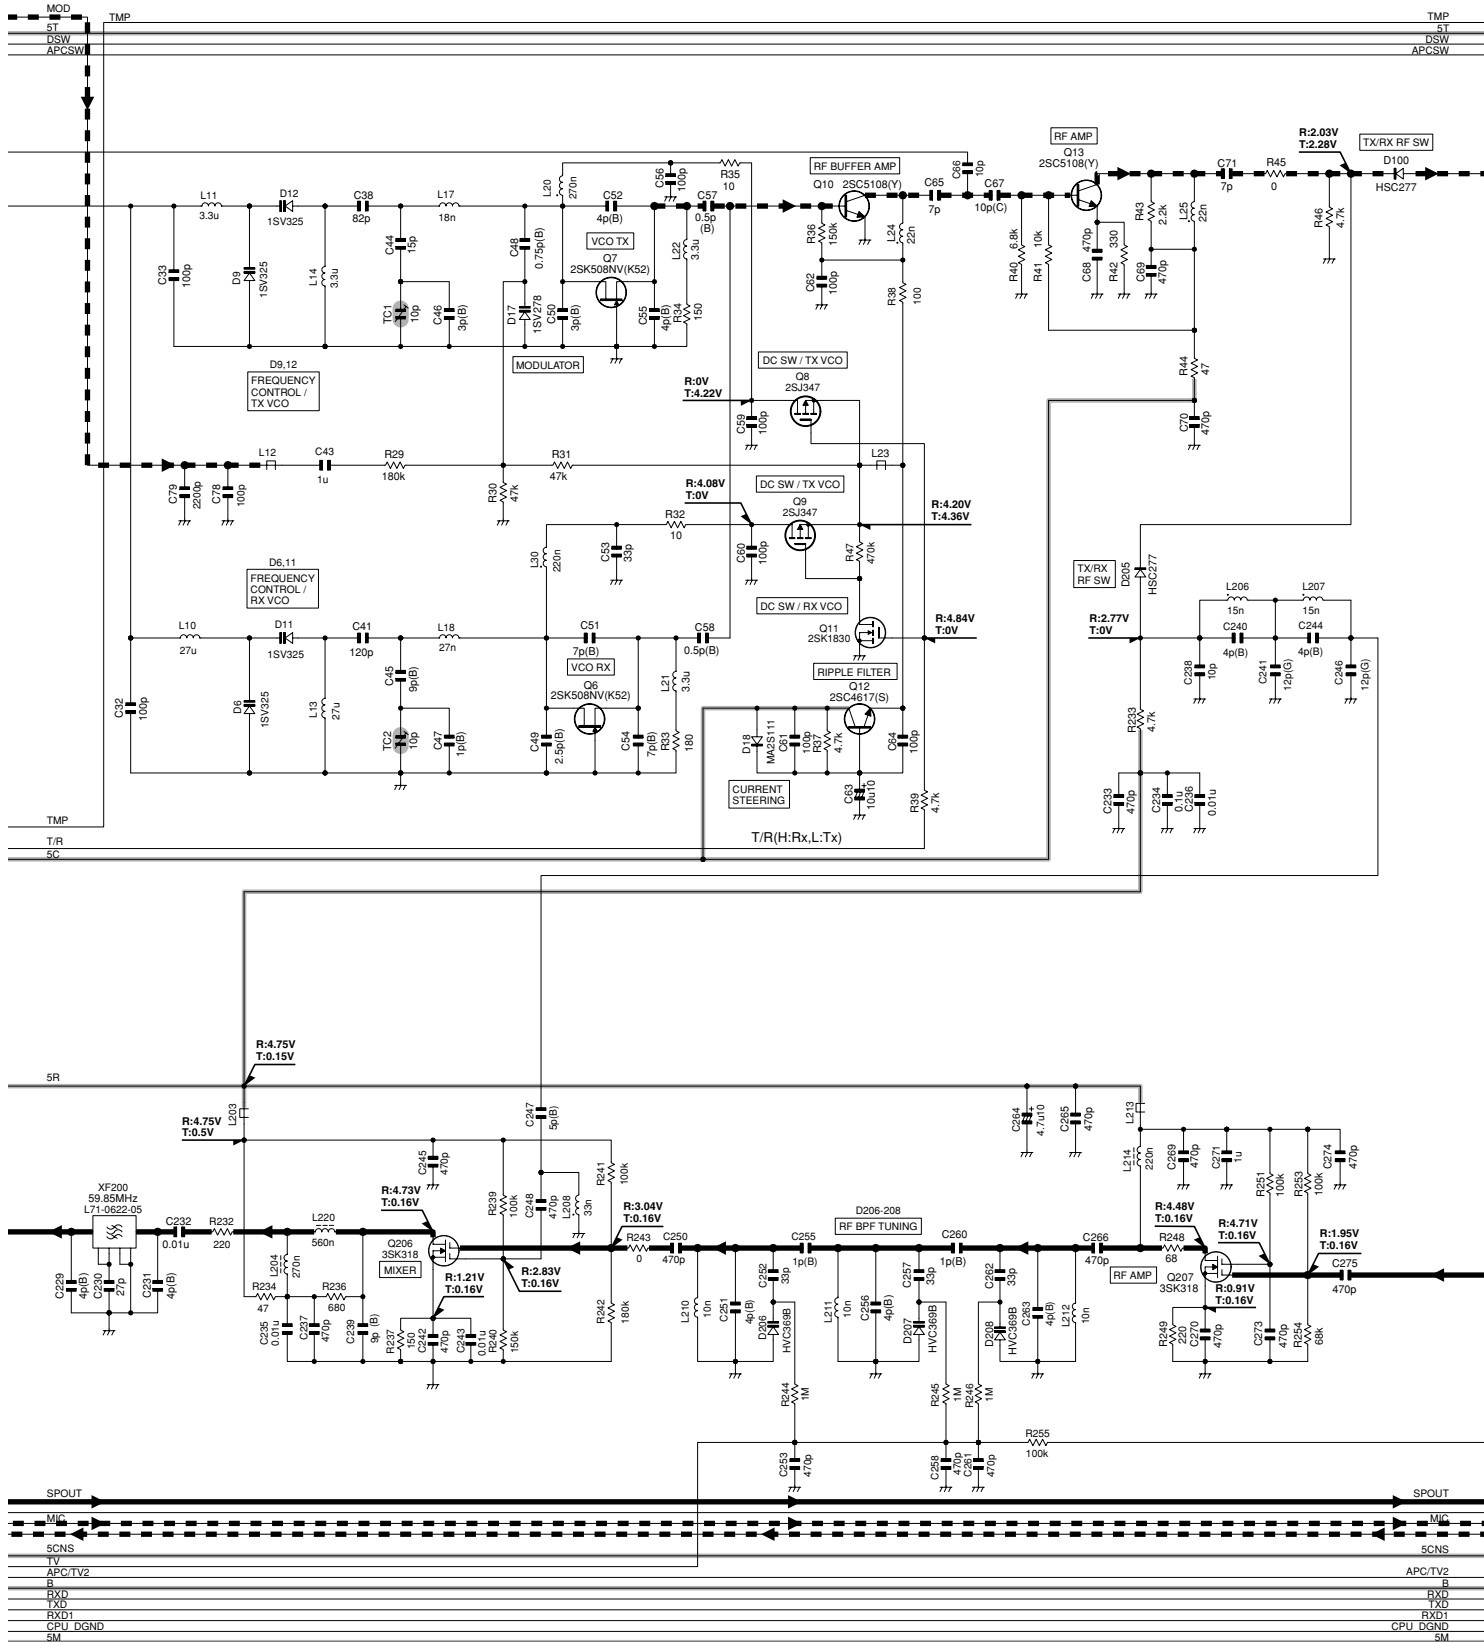 MOD
TMP
TMP
5T
5T
DSW
DSW
APCSW
APCSW
RF AMP
Q13
2SC5108(Y)
R:2.03V
T:2.28V
TX/RX RF SW
D100
HSC277
C71
7p
R45
0
R46
4.7k
C66
10p
R35
10
C56
100p
L20
270n
RF BUFFER AMP
Q10
2SC5108(Y)
C65
7p
C67
10p(C)
L11
3.3u
D12
1SV325
C38
82p
L17
18n
C52
4p(B)
C57
0.5p
(B)
R36
150k
L24
22n
R43
2.2k
L25
22n
C33
100p
D9
1SV325
L14
3.3u
C44
15p
C48
0.75p(B)
VCO TX
Q7
2SK508NV(K52)
L22
3.3u
R40
6.8k
R41
10k
C68
470p
R42
330
C69
470p
C62
100p
R38
100
TC1
10p
C46
3p(B)
D17
1SV278
C50
3p(B)
C55
4p(B)
R34
150
D9,12
FREQUENCY
CONTROL /
TX VCO
MODULATOR
DC SW / TX VCO
Q8
2SJ347
R:0V
T:4.22V
C59
100p
R44
47
C70
470p
L12
C43
1u
R29
180k
R31
47k
L23
C79
2200p
C78
100p
R30
47k
R:4.08V
T:0V
DC SW / TX VCO
Q9
2SJ347
R:4.20V
T:4.36V
R32
10
L30
220n
C53
33p
C60
100p
R47
470k
D6,11
FREQUENCY
CONTROL /
RX VCO
DC SW / RX VCO
Q11
2SK1830
R:4.84V
T:0V
TX/RX
RF SW
D205
HSC277
L206
15n
L207
15n
C240
4p(B)
C244
4p(B)
R:2.77V
T:0V
C238
10p
C241
12p(G)
C246
12p(G)
L10
27u
D11
1SV325
C41
120p
L18
27n
C51
7p(B)
C58
0.5p(B)
VCO RX
Q6
2SK508NV(K52)
RIPPLE FILTER
Q12
2SC4617(S)
C45
9p(B)
L21
3.3u
C32
100p
D6
1SV325
L13
27u
TC2
10p
C47
1p(B)
C49
2.5p(B)
C54
7p(B)
R33
180
D18
MA2S111
C61
100p
R37
4.7k
C64
100p
R233
4.7k
CURRENT
STEERING
C63
10u10
R39
4.7k
C233
470p
C234
0.1u
C236
0.01u
TMP
T/R
5C
T/R(H:Rx,L:Tx)
R:4.75V
T:0.15V
5R
L203
R:4.75V
T:0.5V
C247
5p(B)
C264
4.7u10
+
C265
470p
L213
C245
470p
R239
100k
C248
470p
L208
33n
R241
100k
L214
220n
C269
470p
C271
1u
R251
100k
R253
100k
C274
470p
XF200
59.85MHz
L71-0622-05
C232
0.01u
R232
220
L220
560n
R:4.73V
T:0.16V
Q206
3SK318
MIXER
R:3.04V
T:0.16V
R243
0
C250
470p
D206-208
RF BPF TUNING
C255
1p(B)
C260
1p(B)
C266
470p
R:4.48V
T:0.16V
R248
68
RF AMP
Q207
3SK318
R:4.71V
T:0.16V
R:1.95V
T:0.16V
C275
470p
C229
4p(B)
C230
27p
C231
4p(B)
L204
270n
R234
47
R236
680
R:1.21V
T:0.16V
R:2.83V
T:0.16V
C252
33p
C257
33p
C262
33p
R:0.91V
T:0.16V
C235
0.01u
C237
470p
C239
9p (B)
R237
150
C242
470p
C243
0.01u
R240
150k
R242
180k
L210
10n
C251
4p(B)
D206
HVC369B
L211
10n
C256
4p(B)
D207
HVC369B
D208
HVC369B
C263
4p(B)
L212
10n
R249
220
C270
470p
C273
470p
R254
68k
R244
1M
R245
1M
R246
1M
R255
100k
C253
470p
C258
470p
C261
470p
SPOUT
SPOUT
MIC
MIC
5CNS
5CNS
TV
APC/TV2
APC/TV2
B
B
RXD
RXD
TXD
TXD
RXD1
RXD1
CPU DGND
CPU DGND
5M
5M